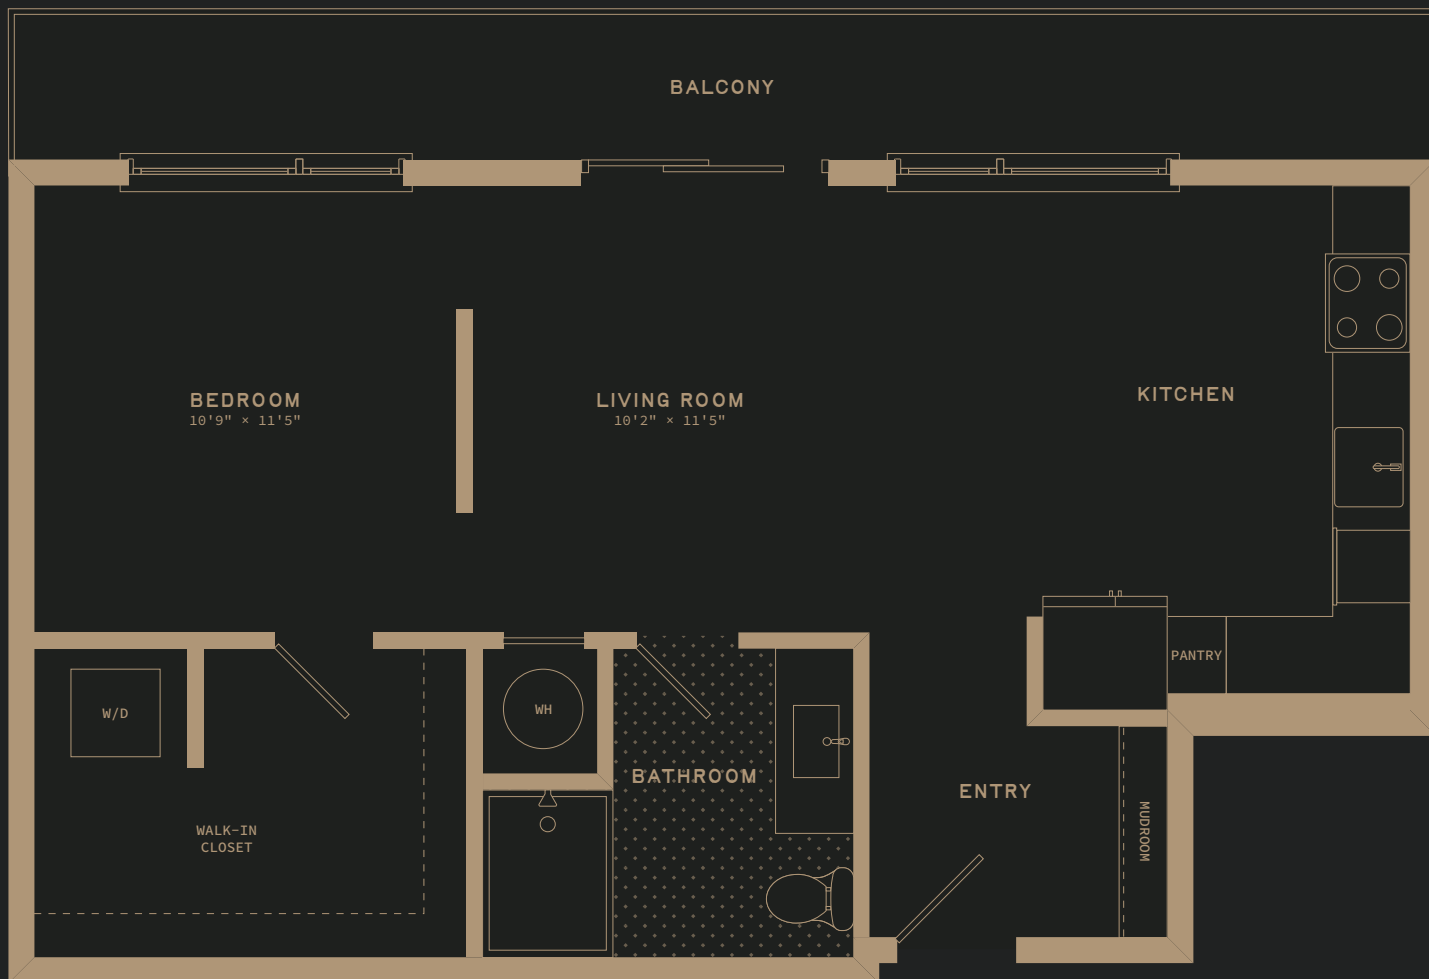 BALCONY
BEDROOM
10'9" × 11'5"
LIVING ROOM
10'2" × 11'5"
KITCHEN
PANTRY
W/D
WH
BATHROOM
ENTRY
WALK-IN
CLOSET
MUDROOM